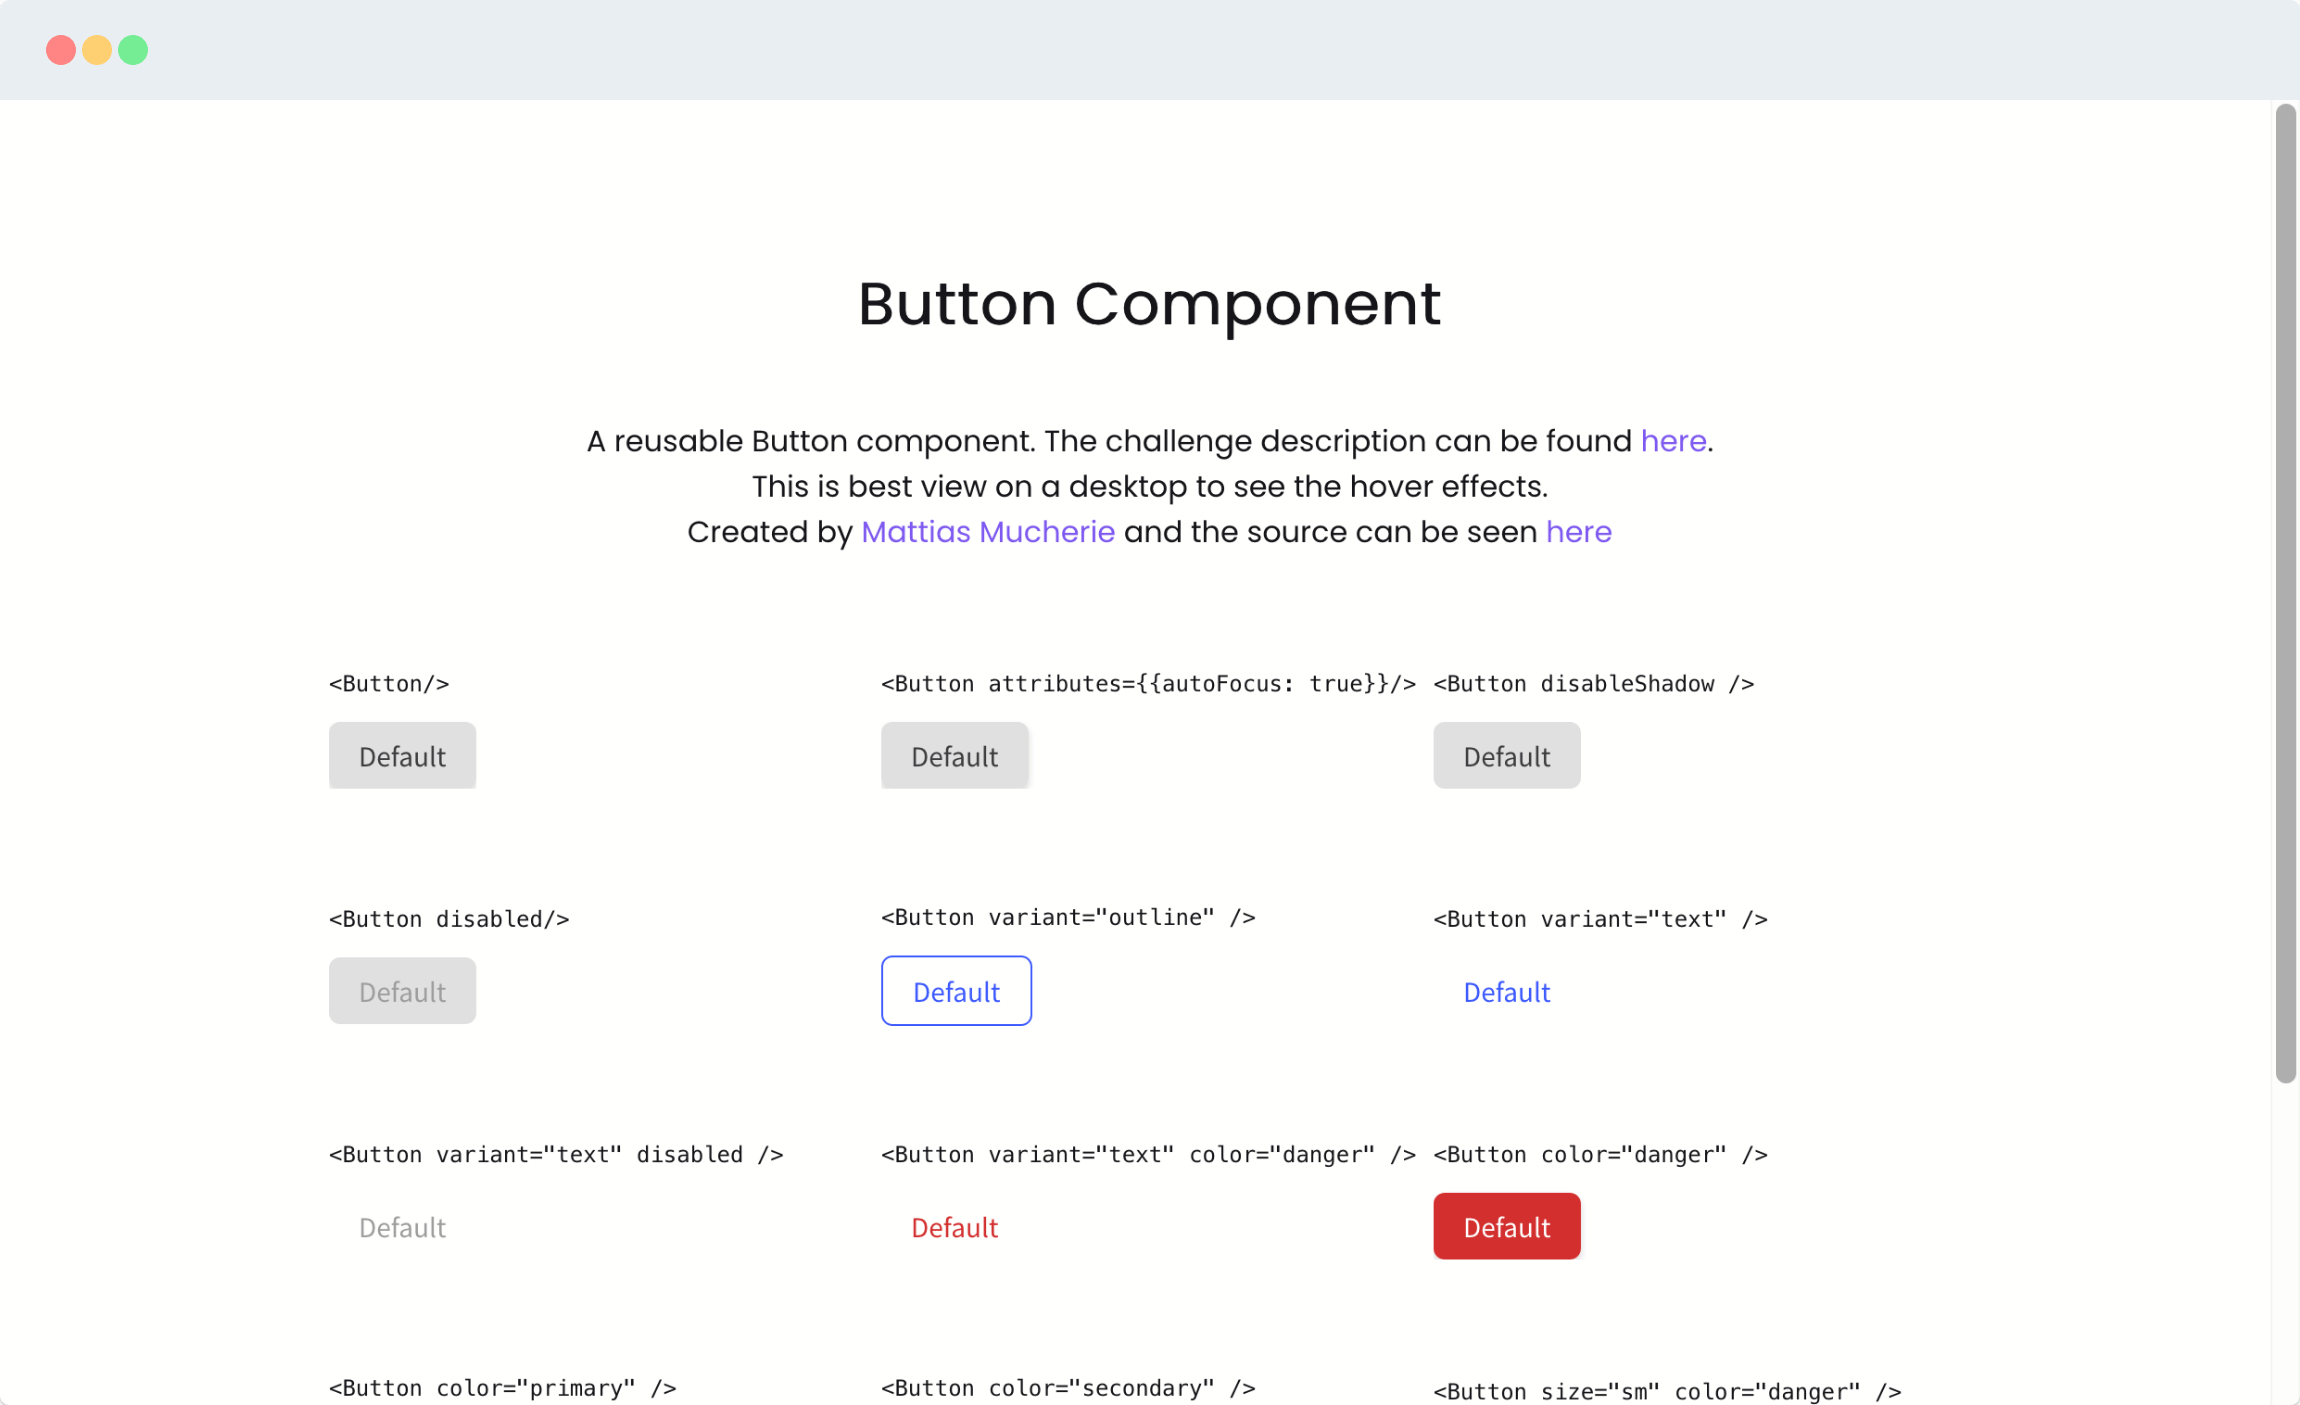 Button Component
A reusable Button component. The challenge description can be found here.
This is best view on a desktop to see the hover effects.
Created by Mattias Mucherie and the source can be seen here
<Button/>
<Button attributes={{autoFocus: true}}/>
<Button disableShadow />
Default
Default
Default
<Button disabled/>
<Button variant="outline" />
<Button variant="text" />
Default
Default
Default
<Button variant="text" disabled />
<Button variant="text" color="danger" />
<Button color="danger" />
Default
Default
Default
<Button color="primary" />
<Button color="secondary" />
<Button size="sm" color="danger" />